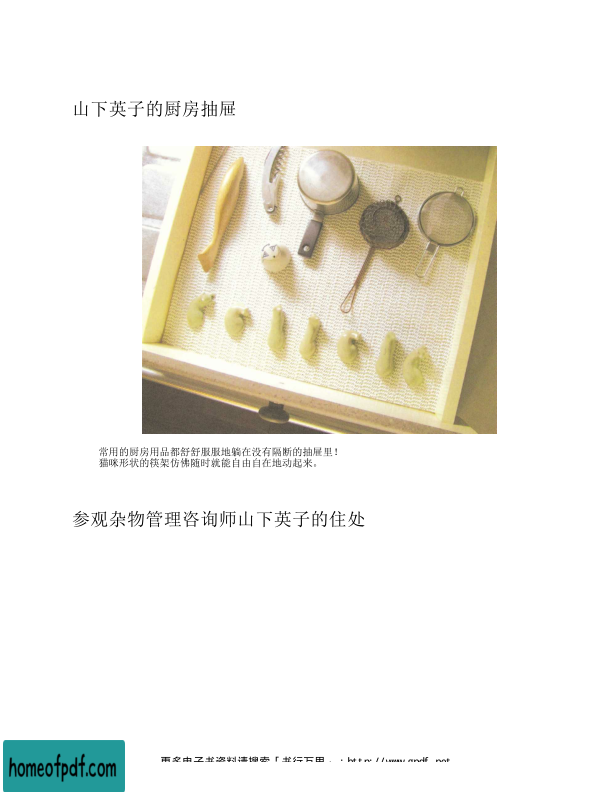 山下英子的厨房抽屉
常用的厨房用品都舒舒服服地躺在没有隔断的抽屉里！
猫咪形状的筷架仿佛随时就能自由自在地动起来。
参观杂物管理咨询师山下英子的住处
更多电子书资料请搜索「书行万里」：http://www.gpdf.net
homeofpdf.com